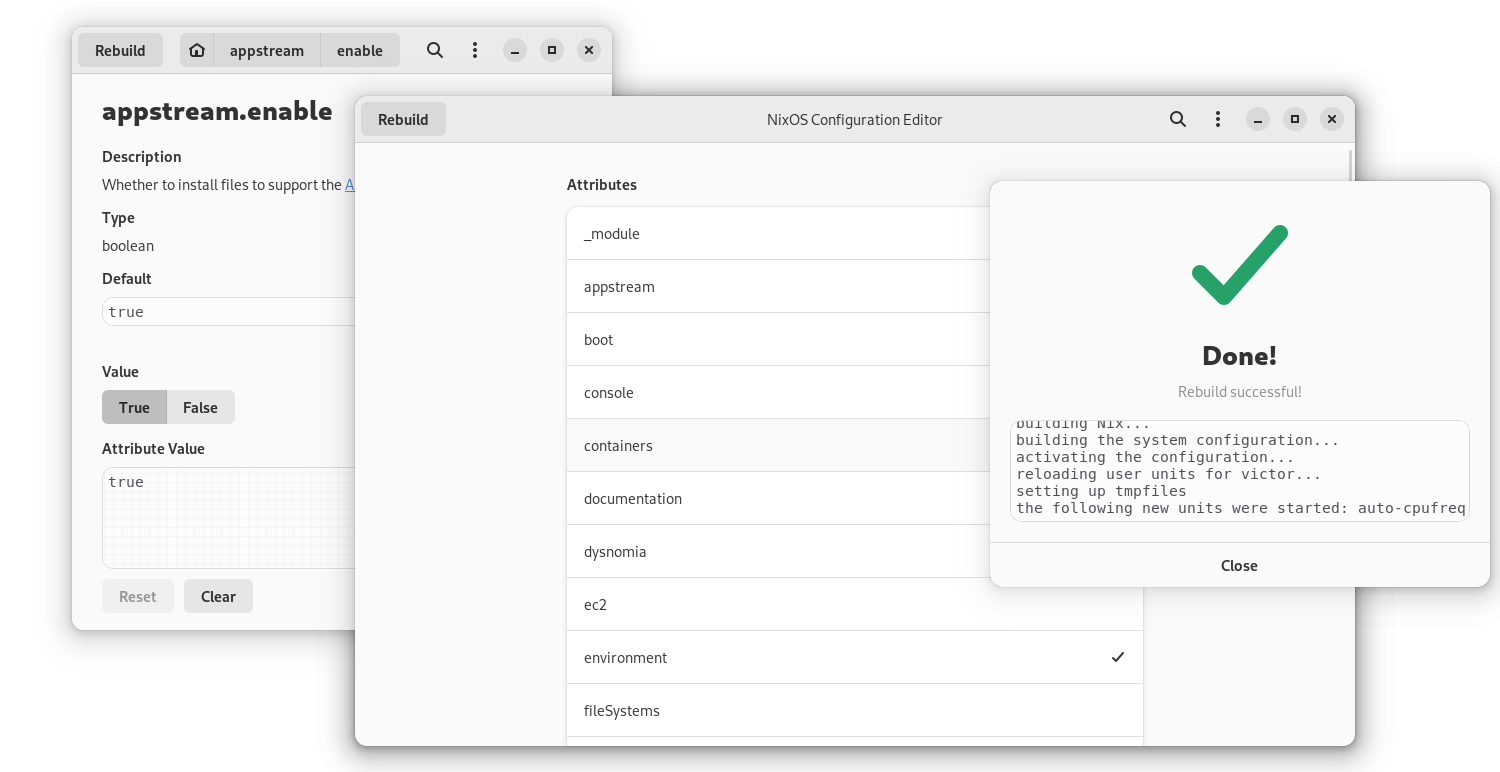 Rebuild appstream enable
appstream.enable
Description
Whether to install files to support the A
Type
boolean
Default
true
Value
True False
Attribute Value
true
Reset Clear
Rebuild NixOS Configuration Editor
Attributes
_module
appstream
boot
console
containers
documentation
dysnomia
ec2
environment
fileSystems
Done!
Rebuild successful!
building Nix...
building the system configuration...
activating the configuration...
reloading user units for victor...
setting up tmpfiles
the following new units were started: auto-cpufreq
Close